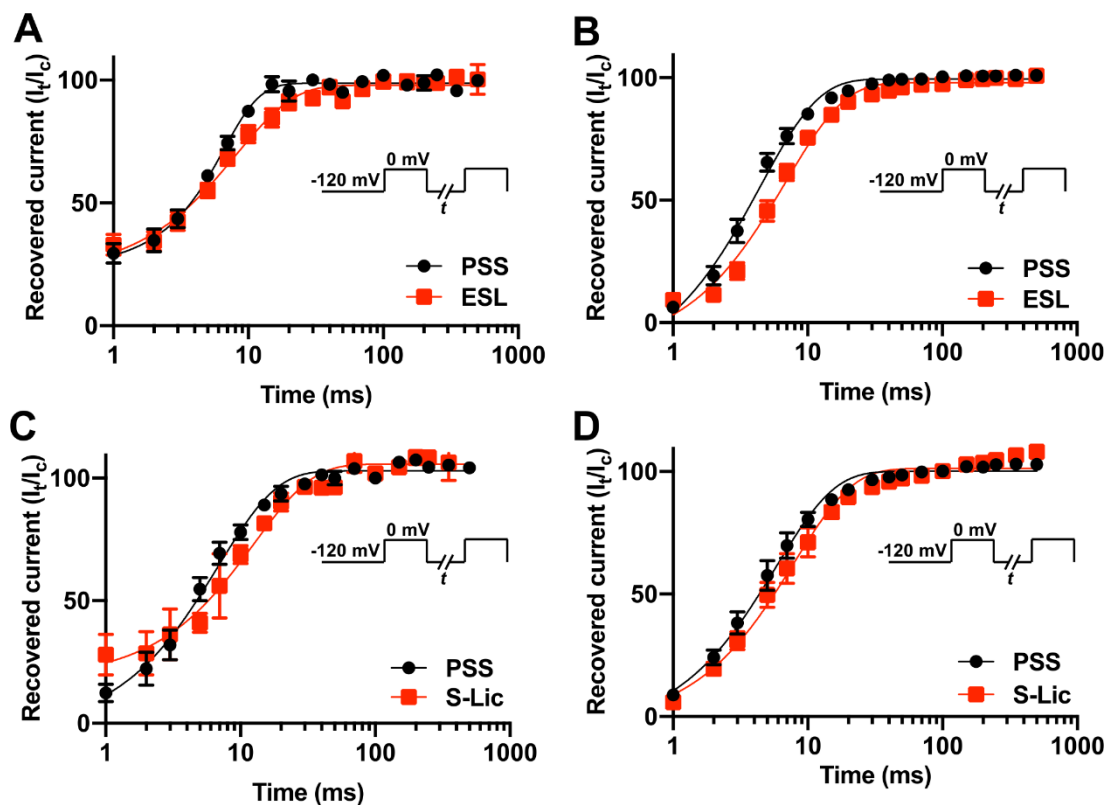 A
Recovered current (It/Ic)
100
50
0
0 mV
-120 mV
t
PSS
ESL
1
10
100
1000
Time (ms)
B
Recovered current (It/Ic)
100
50
0
0 mV
-120 mV
t
PSS
ESL
1
10
100
1000
Time (ms)
C
Recovered current (It/Ic)
100
50
0
0 mV
-120 mV
t
PSS
S-Lic
1
10
100
1000
Time (ms)
D
Recovered current (It/Ic)
100
50
0
0 mV
-120 mV
t
PSS
S-Lic
1
10
100
1000
Time (ms)